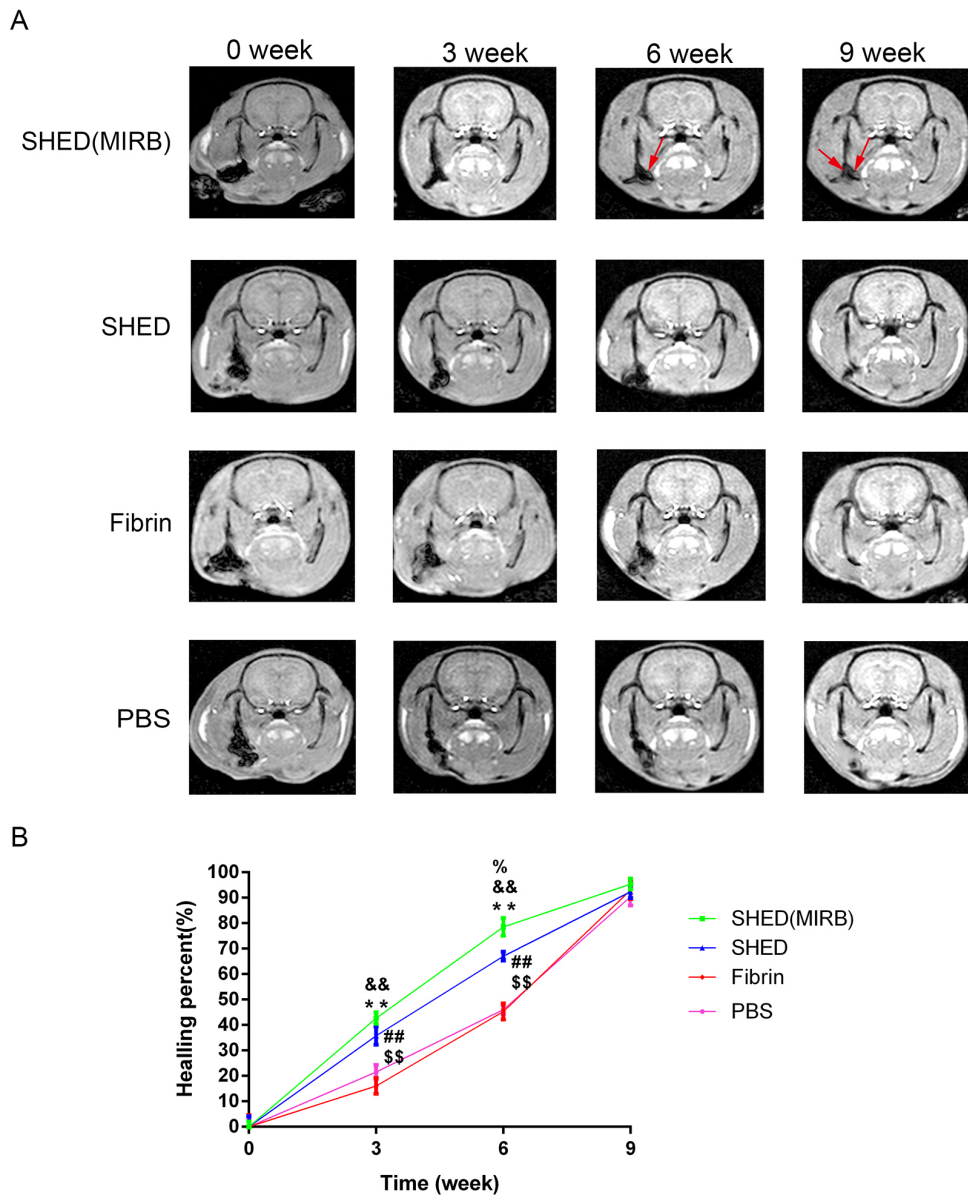 A
0 week 3 week 6 week 9 week
SHED(MIRB)
SHED
Fibrin
PBS
B
Healling percent(%)
100
90
80
70
60
50
40
30
20
10
0
%
&&
**
&&
**
##
$$
##
$$
0 3 6 9
Time (week)
SHED(MIRB)
SHED
Fibrin
PBS